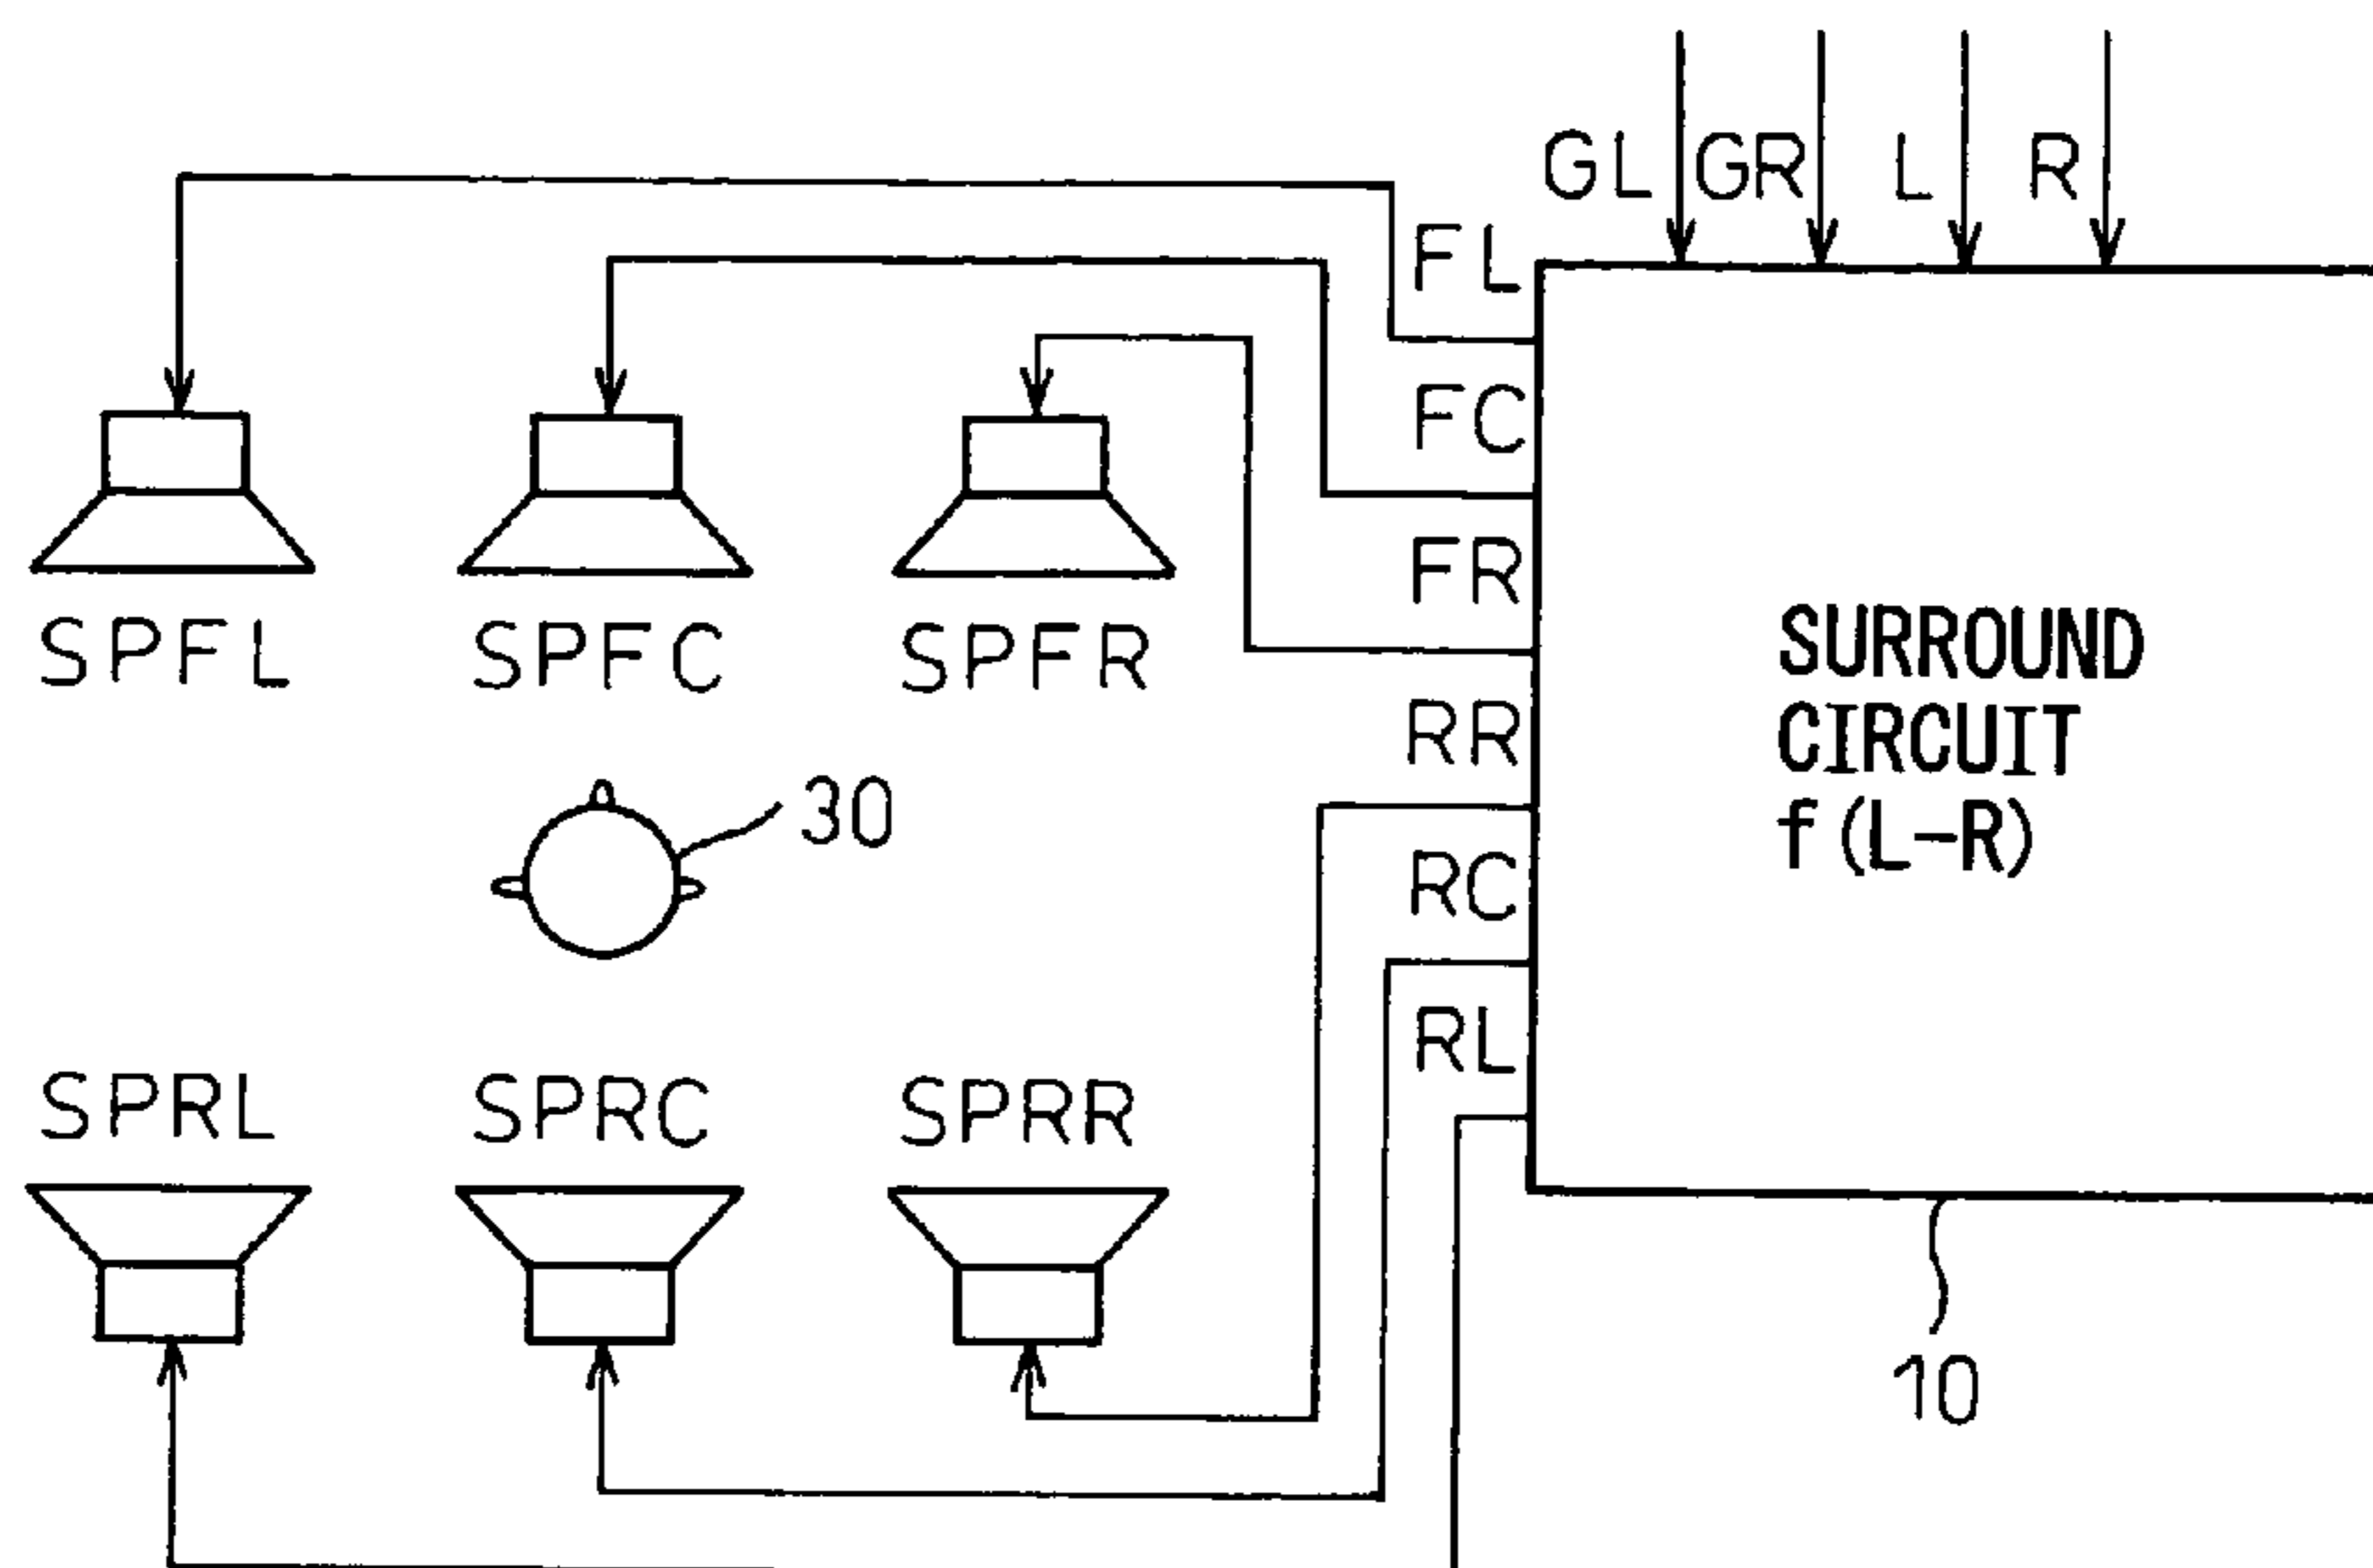 GL GR L R
FL
FC
FR
SPFL SPFC SPFR
SURROUND
CIRCUIT
f (L-R)
RR
30
RC
RL
SPRL SPRC SPRR
10